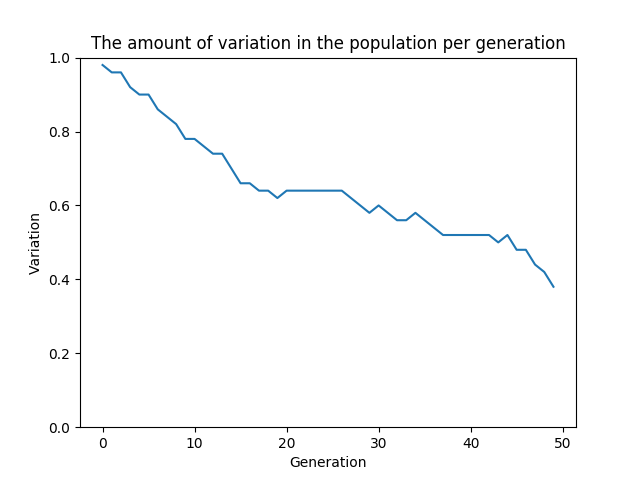 The amount of variation in the population per generation
1.0
0.8
0.6
0.4
0.2
0.0
Variation
0 10 20 30 40 50
Generation